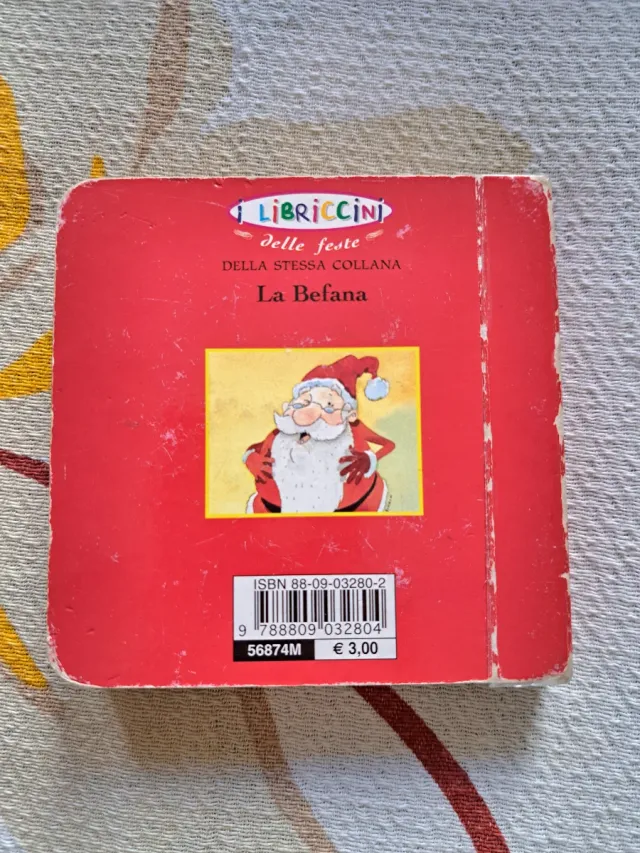 i LiBRiCCiNi
delle feste
DELLA STESSA COLLANA
La Befana
ISBN 88-09-03280-2
9 788809 032804
56874M € 3,00